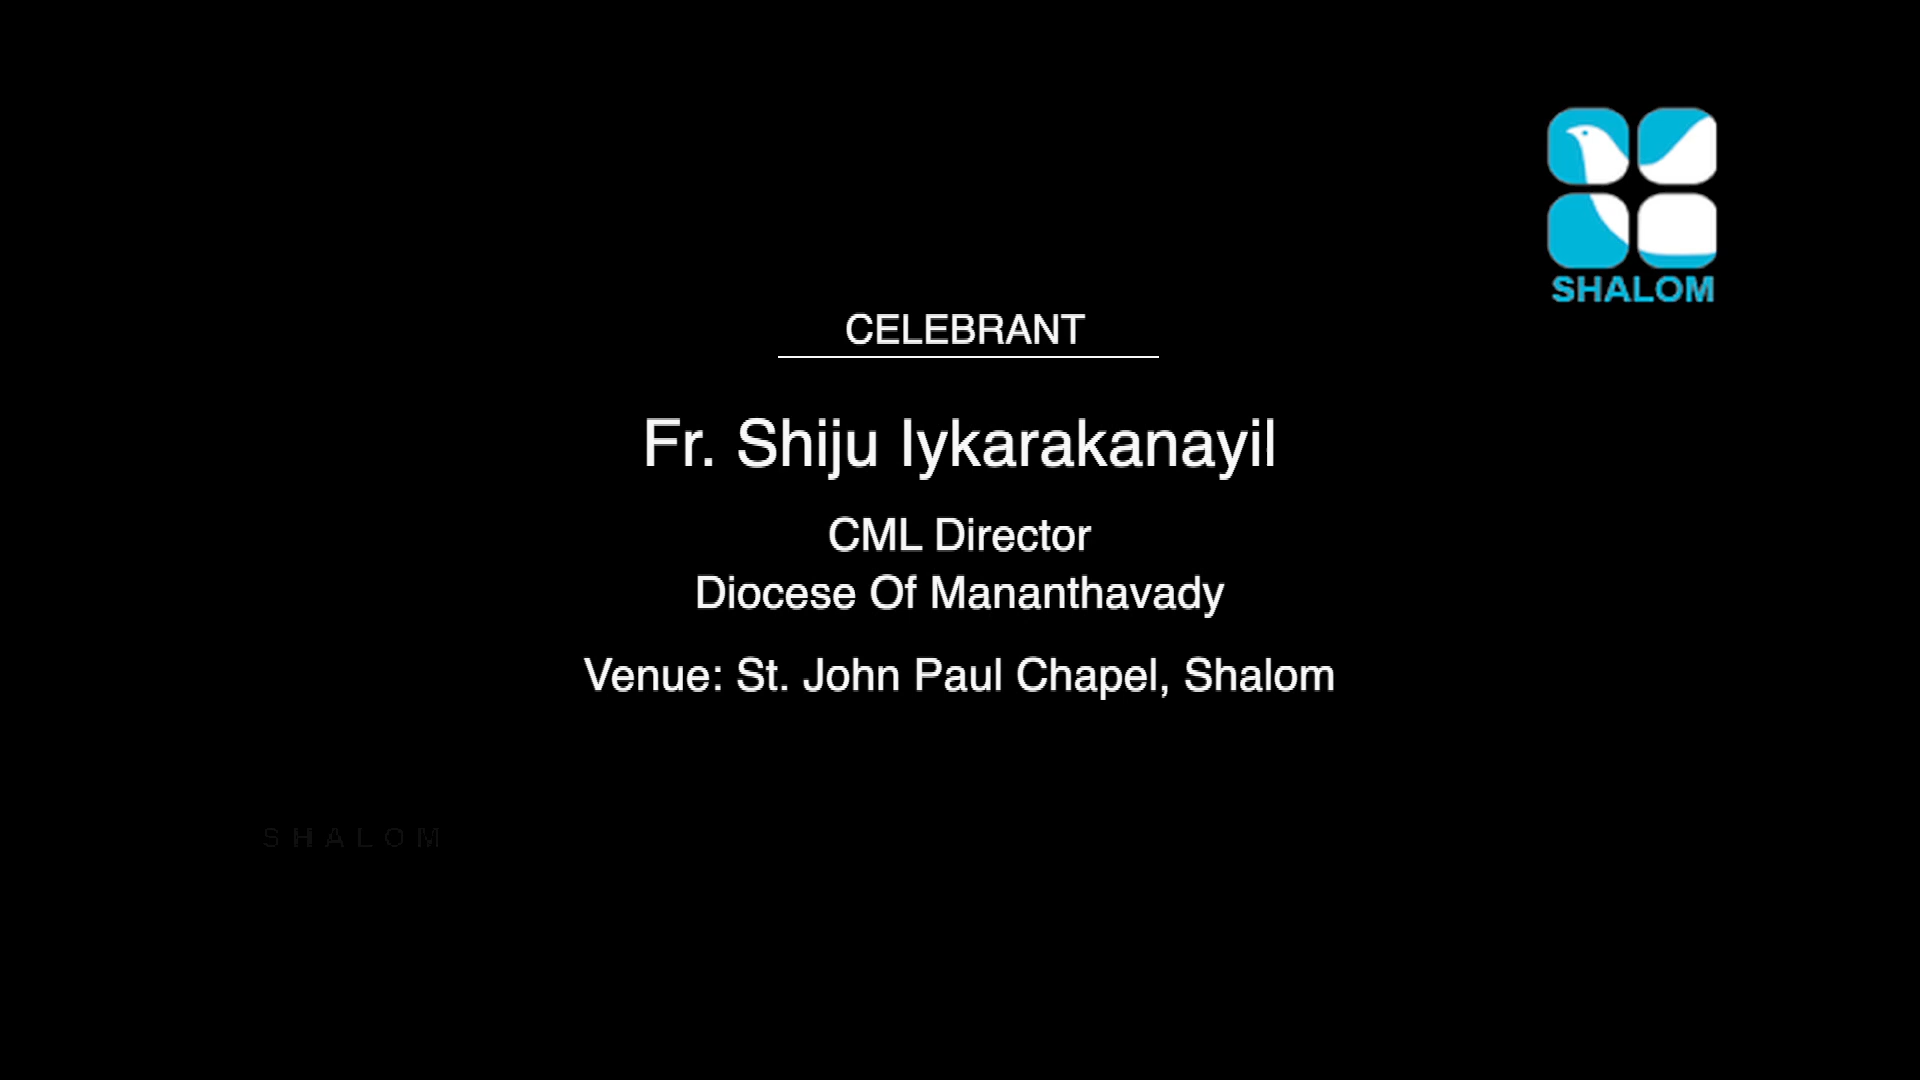 SHALOM
CELEBRANT
Fr. Shiju Iykarakanayil
CML Director
Diocese Of Mananthavady
Venue: St. John Paul Chapel, Shalom
SHALOM